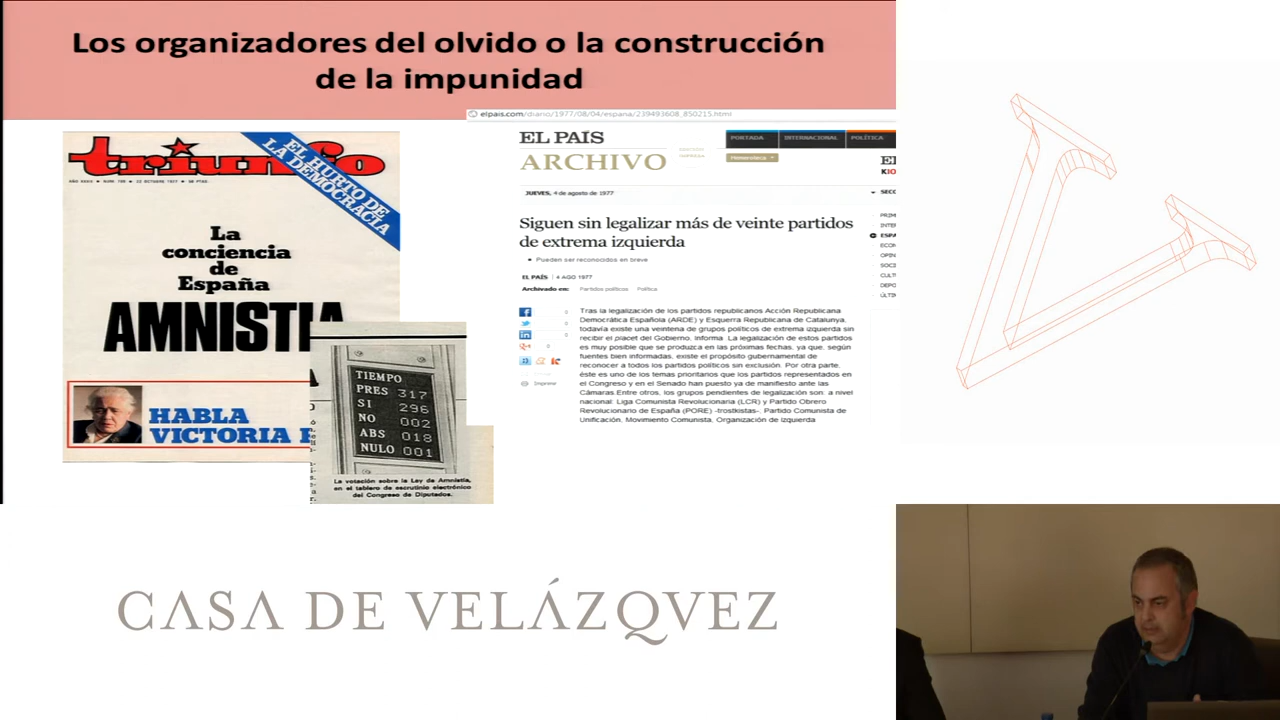 Los organizadores del olvido o la construcción
de la impunidad
elpais.com/diario/1977/08/04/espana/239493608_850215.html
triunfo
EL HURTO DE
LA DEMOCRACIA
La
conciencia
de
España
AMNISTIA
HABLA
VICTORIA
TIEMPO
PRES 317
SI 296
NO 002
ABS 018
NULO 001
La votación sobre la Ley de Amnistía,
en el tablero de escrutinio electrónico
del Congreso de Diputados.
EL PAÍS
ARCHIVO
PORTADA INTERNACIONAL POLÍTICA
Hemeroteca
JUEVES, 4 de agosto de 1977
Siguen sin legalizar más de veinte partidos
de extrema izquierda
Pueden ser reconocidos en breve
EL PAÍS | 4 AGO 1977
Archivado en: Partidos políticos Política
Imprimir
Tras la legalización de los partidos republicanos Acción Republicana
Democrática Española (ARDE) y Esquerra Republicana de Catalunya,
todavía existe una veintena de grupos políticos de extrema izquierda sin
recibir el placet del Gobierno. Informa. La legalización de estos partidos
es muy posible que se produzca en las próximas fechas, ya que, según
fuentes bien informadas, existe el propósito gubernamental de
reconocer a todos los partidos políticos sin exclusión. Por otra parte,
éste es uno de los temas prioritarios que los partidos representados en
el Congreso y en el Senado han puesto ya de manifiesto ante las
Cámaras.Entre otros, los grupos pendientes de legalización son: a nivel
nacional: Liga Comunista Revolucionaria (LCR) y Partido Obrero
Revolucionario de España (PORE) -trostkistas-, Partido Comunista de
Unificación, Movimiento Comunista, Organización de Izquierda
CASA DE VELÁZQVEZ